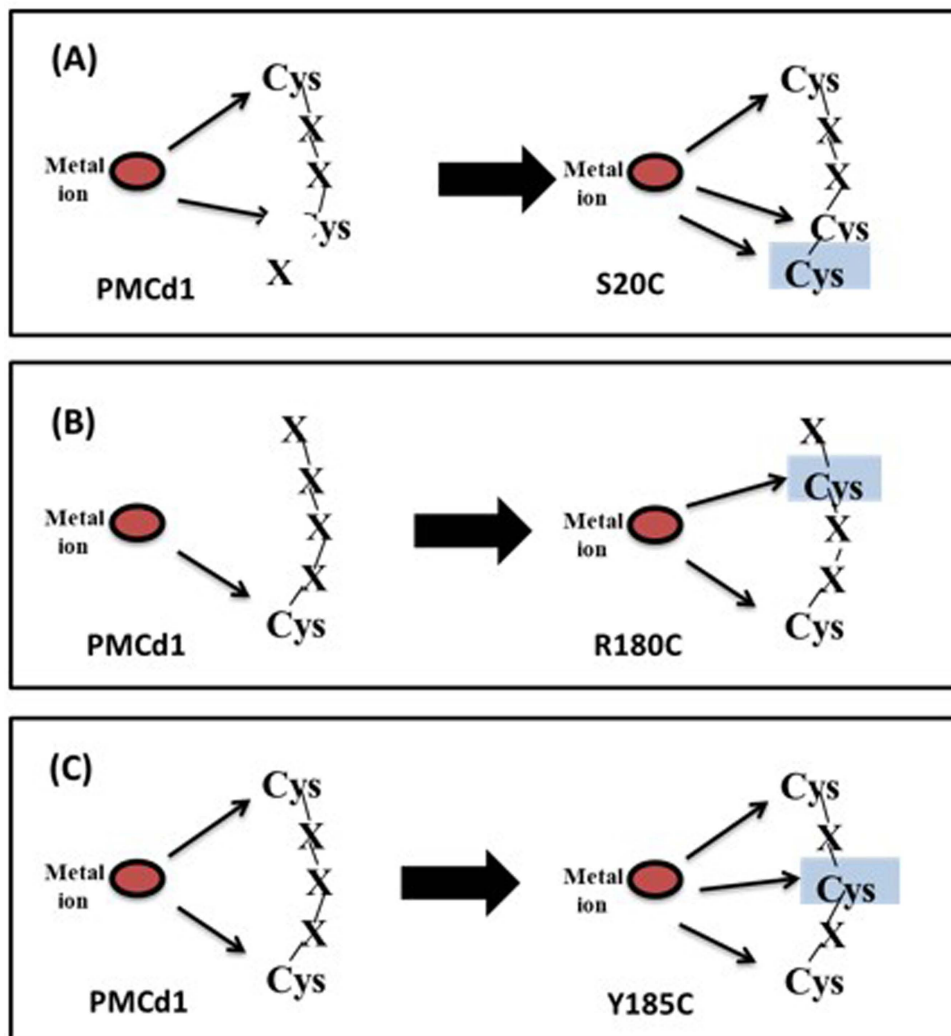 (A)
Metal
ion
Cys
X
X
ys
X
PMCd1
Metal
ion
Cys
X
X
Cys
Cys
S20C
(B)
Metal
ion
X
X
X
X
Cys
PMCd1
Metal
ion
X
Cys
X
X
Cys
R180C
(C)
Metal
ion
Cys
X
X
X
Cys
PMCd1
Metal
ion
Cys
X
Cys
X
Cys
Y185C